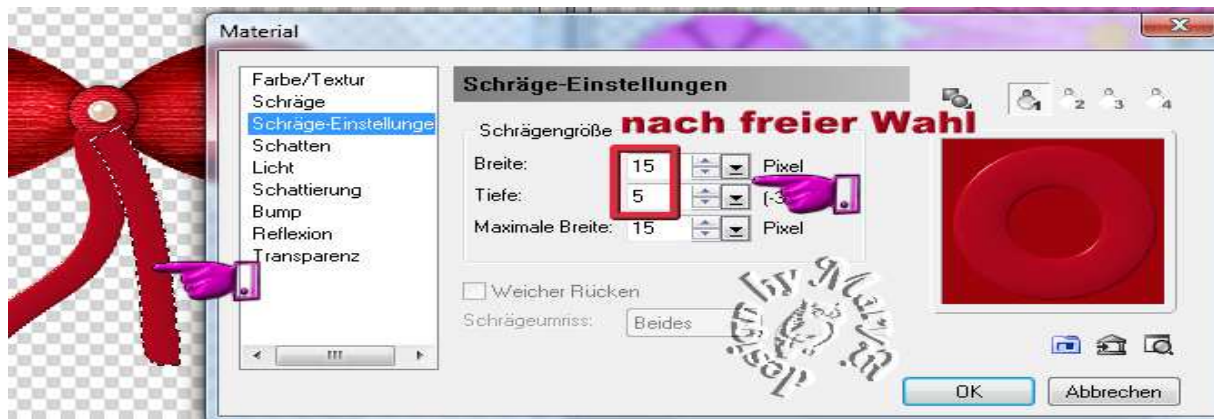 Material
Farbe/Textur
Schräge
Schräge-Einstellunge
Schatten
Licht
Schattierung
Bump
Reflexion
Transparenz
Schräge-Einstellungen
1 2 3 4
nach freier Wahl
Schrägengröße
Breite: 15 Pixel
Tiefe: 5
Maximale Breite: 15 Pixel
Weicher Rücken
Schrägeumriss: Beides
by
OK Abbrechen